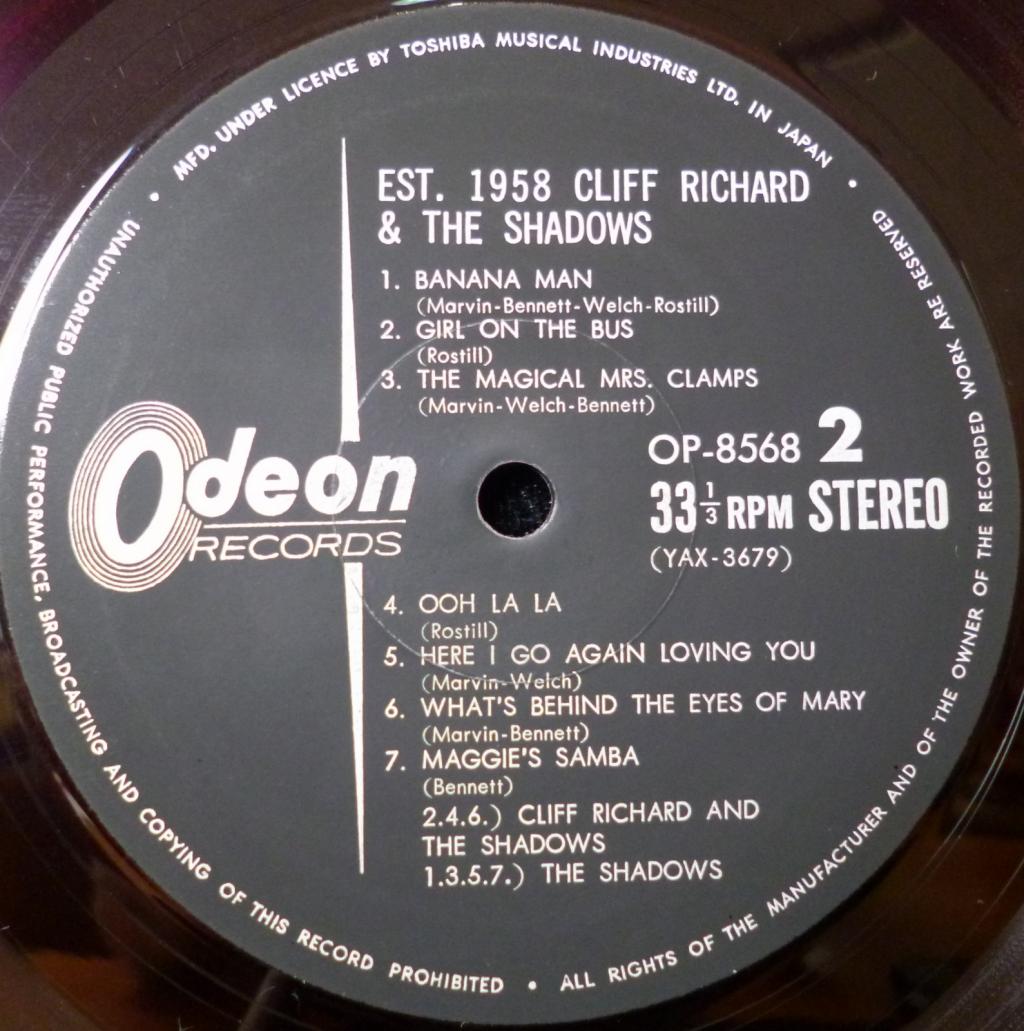 MFD. UNDER LICENCE BY TOSHIBA MUSICAL INDUSTRIES LTD. IN JAPAN •
EST. 1958 CLIFF RICHARD
& THE SHADOWS
1. BANANA MAN
(Marvin-Bennett-Welch-Rostill)
2. GIRL ON THE BUS
(Rostill)
3. THE MAGICAL MRS. CLAMPS
(Marvin-Welch-Bennett)
Odeon
RECORDS
OP-8568 2
33 1/3 RPM STEREO
(YAX-3679)
4. OOH LA LA
(Rostill)
5. HERE I GO AGAIN LOVING YOU
(Marvin-Welch)
6. WHAT'S BEHIND THE EYES OF MARY
(Marvin-Bennett)
7. MAGGIE'S SAMBA
(Bennett)
2.4.6.) CLIFF RICHARD AND
THE SHADOWS
1.3.5.7.) THE SHADOWS
ALL RIGHTS OF THE MANUFACTURER AND OF THE OWNER OF THE RECORDED WORK ARE RESERVED
• UNAUTHORIZED PUBLIC PERFORMANCE, BROADCASTING AND COPYING OF THIS RECORD PROHIBITED •